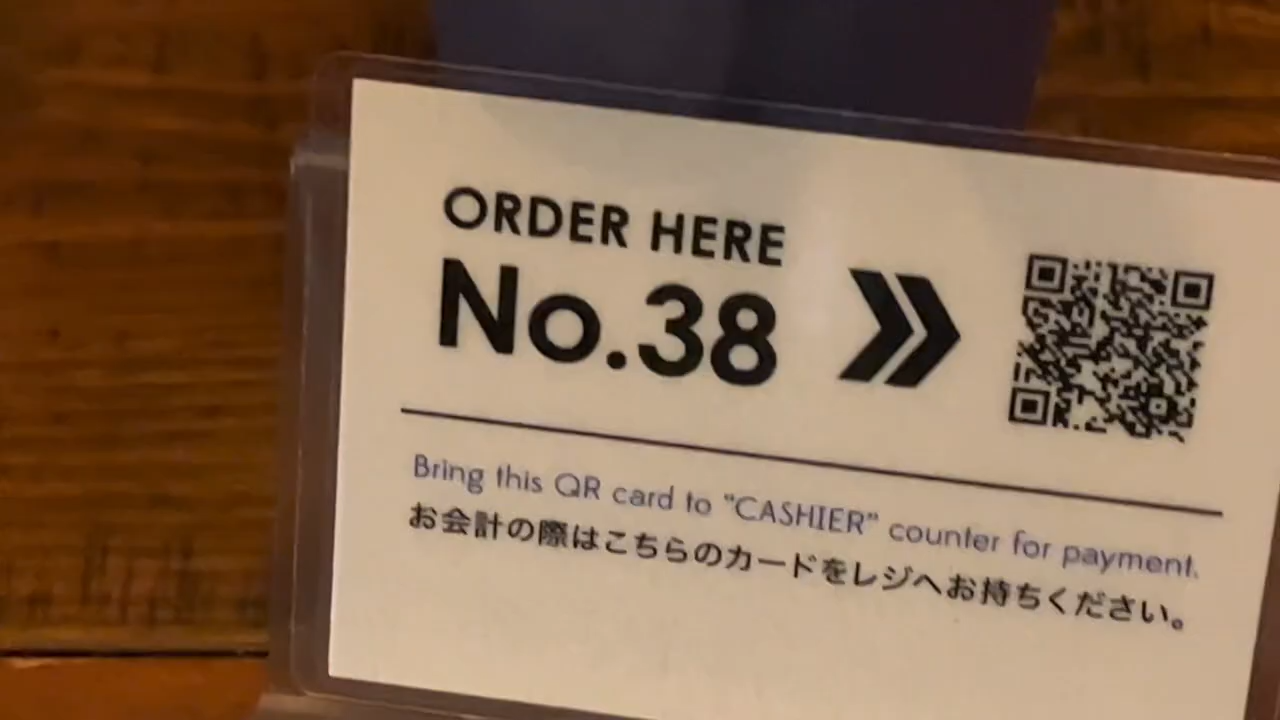 ORDER HERE
No.38
Bring this QR card to "CASHIER" counter for payment.
お会計の際はこちらのカードをレジへお持ちください。